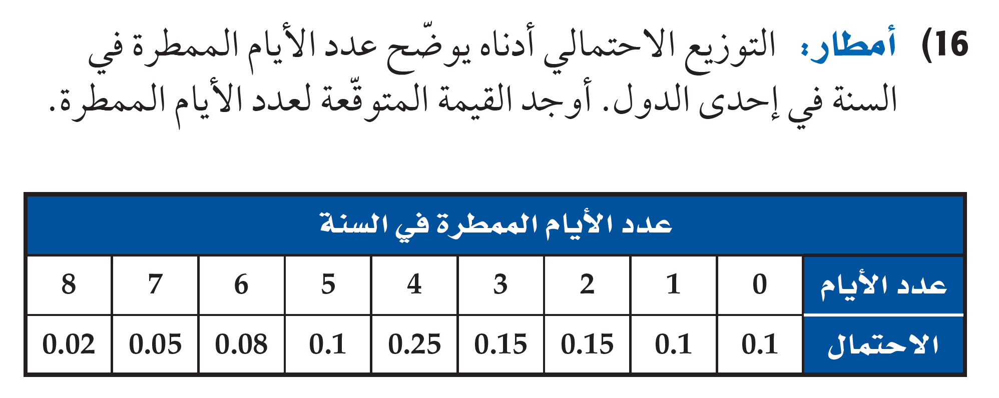 16) أمطار: التوزيع الاحتمالي أدناه يوضّح عدد الأيام الممطرة في
السنة في إحدى الدول. أوجد القيمة المتوقّعة لعدد الأيام الممطرة.
عدد الأيام الممطرة في السنة
عدد الأيام 0 1 2 3 4 5 6 7 8
الاحتمال 0.1 0.1 0.15 0.15 0.25 0.1 0.08 0.05 0.02